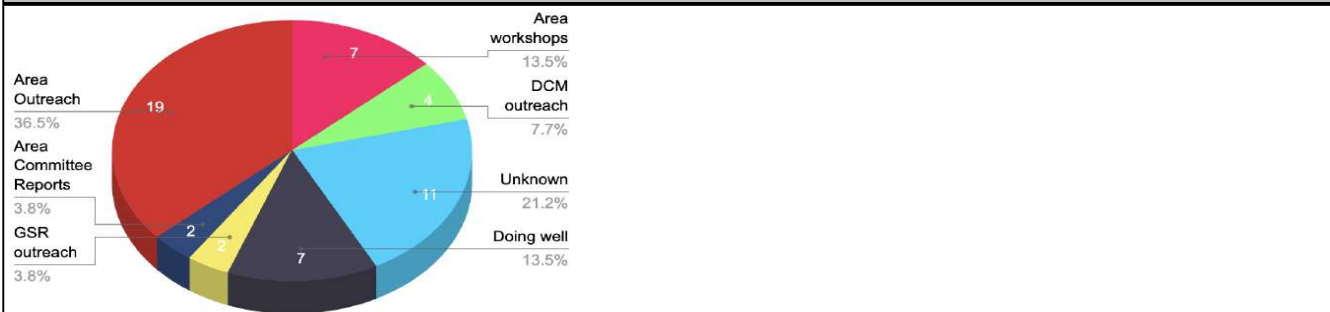 Area
workshops
13.5%
DCM
outreach
7.7%
Unknown
21.2%
Doing well
13.5%
Area
Outreach
36.5%
Area
Committee
Reports
3.8%
GSR
outreach
3.8%
7
4
11
7
2
2
19